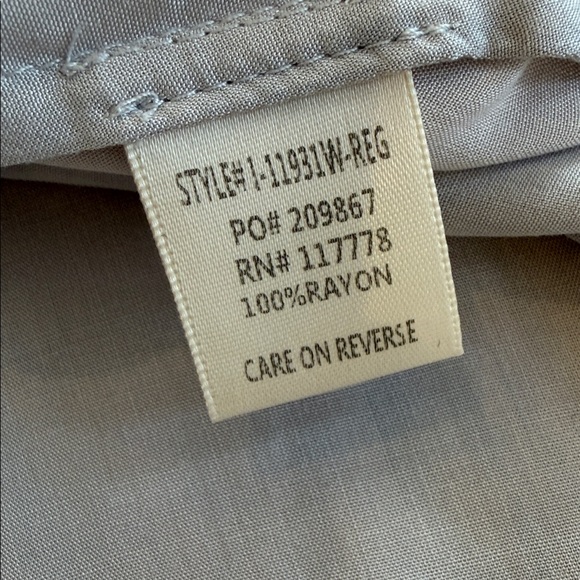 STYLE#1-11931W-REG
PO# 209867
RN# 117778
100%RAYON
CARE ON REVERSE